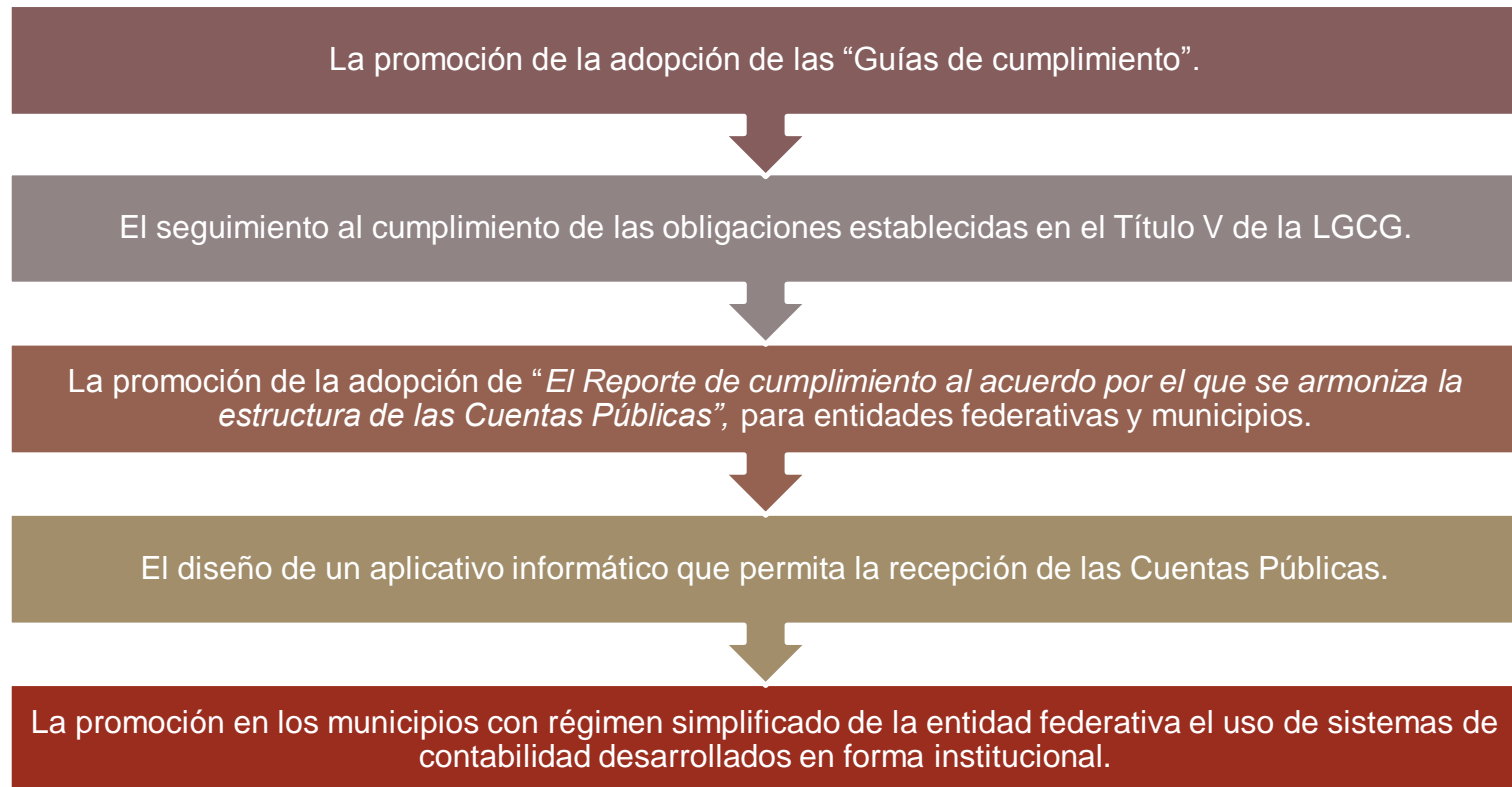 La promoción de la adopción de las “Guías de cumplimiento”.
El seguimiento al cumplimiento de las obligaciones establecidas en el Título V de la LGCG.
La promoción de la adopción de “El Reporte de cumplimiento al acuerdo por el que se armoniza la
estructura de las Cuentas Públicas”, para entidades federativas y municipios.
El diseño de un aplicativo informático que permita la recepción de las Cuentas Públicas.
La promoción en los municipios con régimen simplificado de la entidad federativa el uso de sistemas de
contabilidad desarrollados en forma institucional.